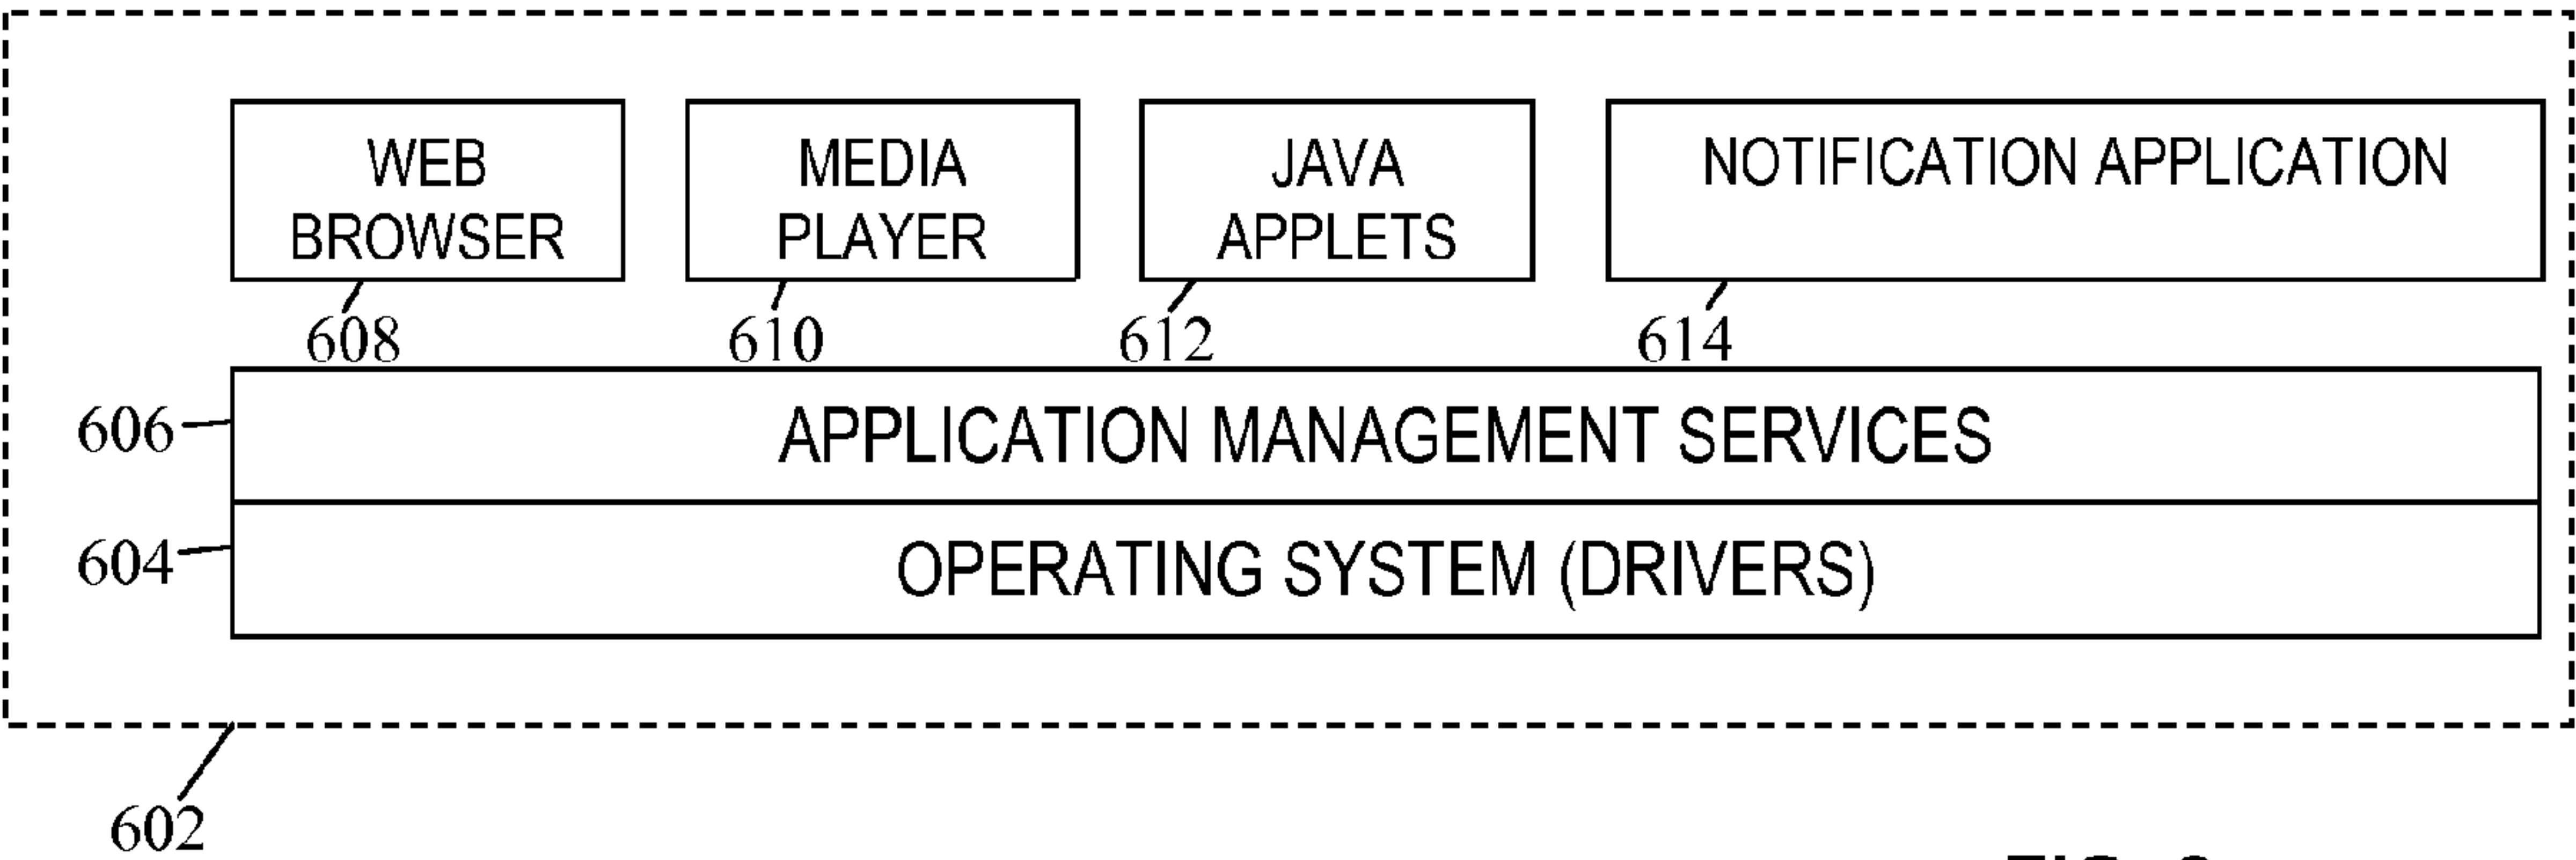 WEB
BROWSER
MEDIA
PLAYER
JAVA
APPLETS
NOTIFICATION APPLICATION
608
610
612
614
606
APPLICATION MANAGEMENT SERVICES
604
OPERATING SYSTEM (DRIVERS)
602